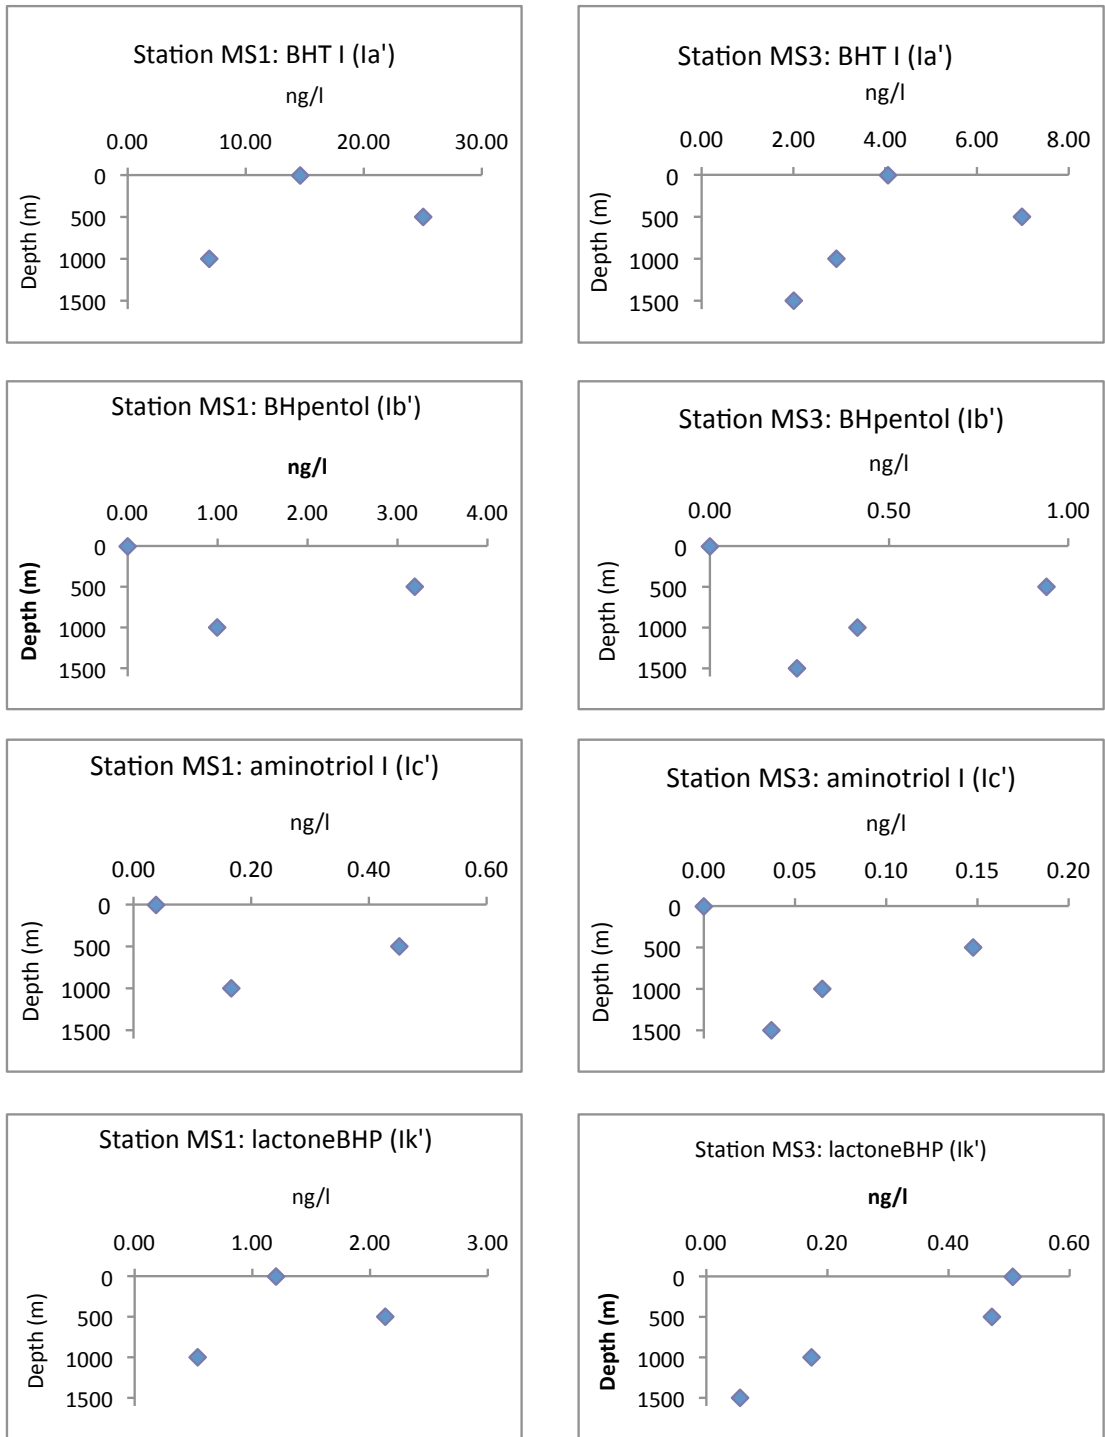 Station MS1: BHT I (Ia')
ng/l
0.00 10.00 20.00 30.00
0
500
1000
1500
Depth (m)
Station MS3: BHT I (Ia')
ng/l
0.00 2.00 4.00 6.00 8.00
0
500
1000
1500
Depth (m)
Station MS1: BHpentol (Ib')
ng/l
0.00 1.00 2.00 3.00 4.00
0
500
1000
1500
Depth (m)
Station MS3: BHpentol (Ib')
ng/l
0.00 0.50 1.00
0
500
1000
1500
Depth (m)
Station MS1: aminotriol I (Ic')
ng/l
0.00 0.20 0.40 0.60
0
500
1000
1500
Depth (m)
Station MS3: aminotriol I (Ic')
ng/l
0.00 0.05 0.10 0.15 0.20
0
500
1000
1500
Depth (m)
Station MS1: lactoneBHP (Ik')
ng/l
0.00 1.00 2.00 3.00
0
500
1000
1500
Depth (m)
Station MS3: lactoneBHP (Ik')
ng/l
0.00 0.20 0.40 0.60
0
500
1000
1500
Depth (m)